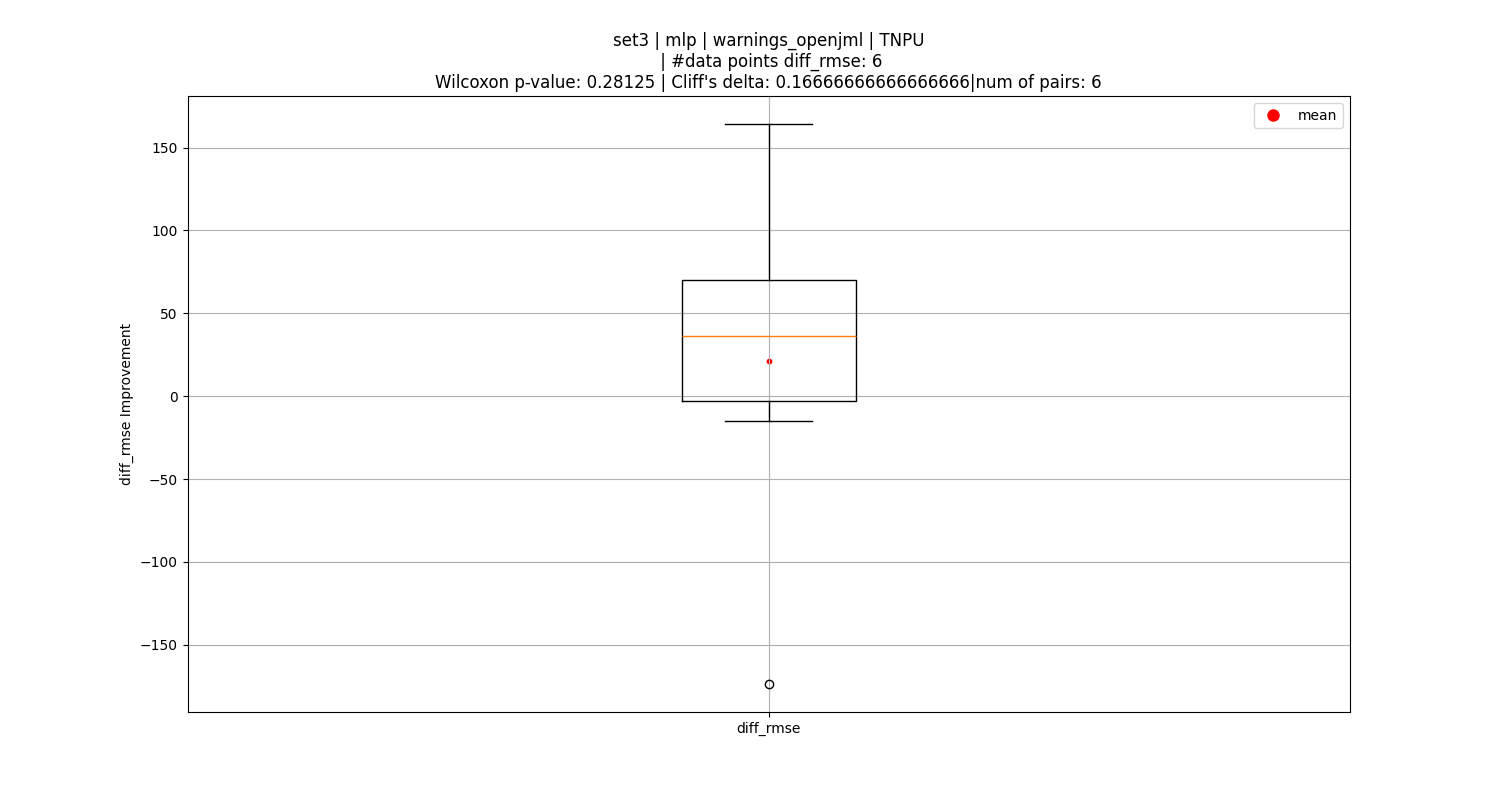 set3 | mlp | warnings_openjml | TNPU
| #data points diff_rmse: 6
Wilcoxon p-value: 0.28125 | Cliff's delta: 0.16666666666666666|num of pairs: 6
mean
150
100
50
0
−50
−100
−150
diff_rmse Improvement
diff_rmse